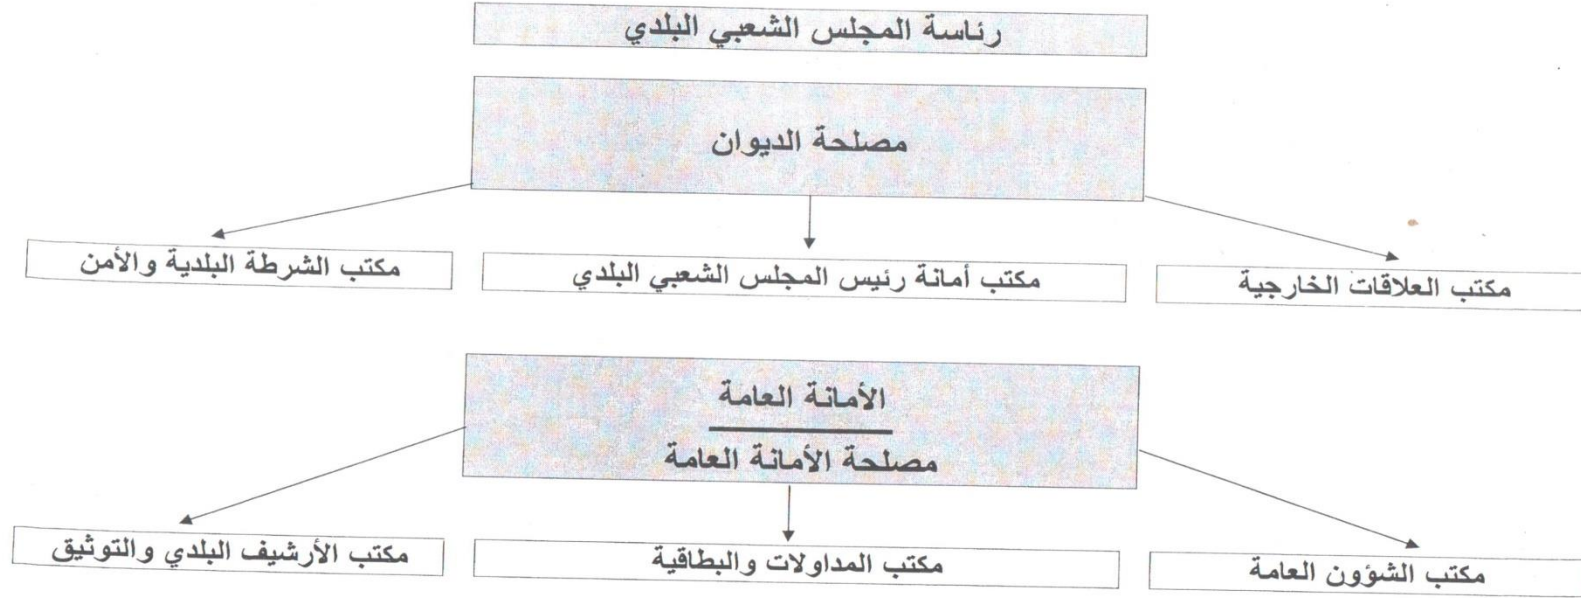 رئاسة المجلس الشعبي البلدي
مصلحة الديوان
مكتب العلاقات الخارجية
مكتب أمانة رئيس المجلس الشعبي البلدي
مكتب الشرطة البلدية والأمن
الأمانة العامة
مصلحة الأمانة العامة
مكتب الشؤون العامة
مكتب المداولات والبطاقية
مكتب الأرشيف البلدي والتوثيق